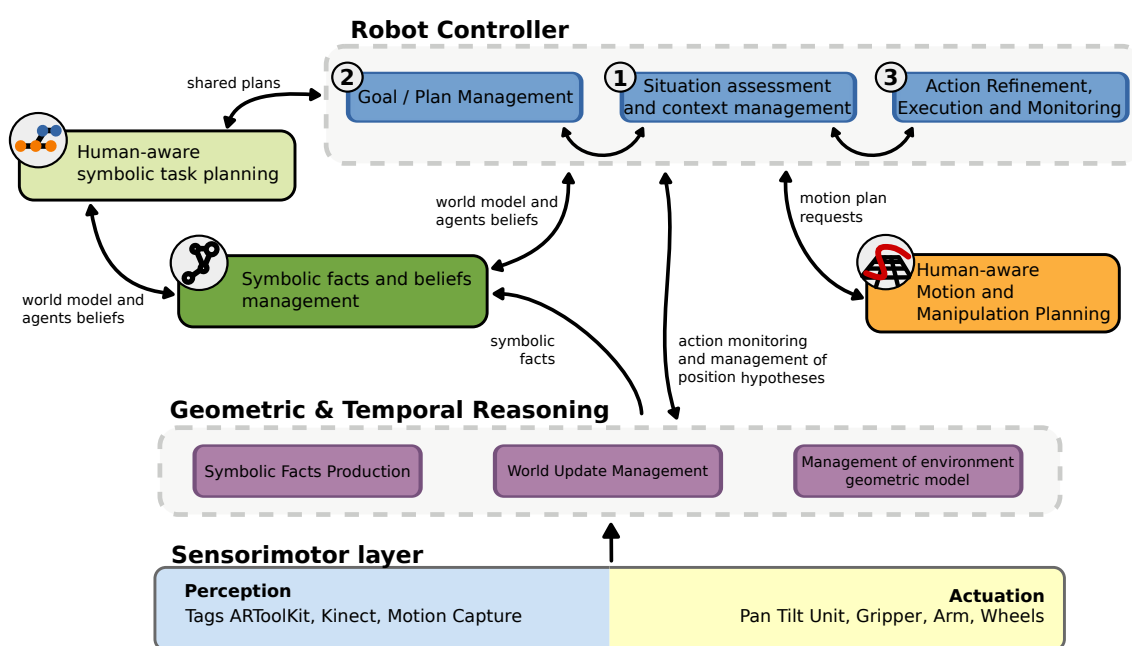 Robot Controller
2
Goal / Plan Management
1
Situation assessment
and context management
3
Action Refinement,
Execution and Monitoring
shared plans
Human-aware
symbolic task planning
world model and
agents beliefs
motion plan
requests
Symbolic facts and beliefs
management
Human-aware
Motion and
Manipulation Planning
world model and
agents beliefs
symbolic
facts
action monitoring
and management of
position hypotheses
Geometric & Temporal Reasoning
Symbolic Facts Production
World Update Management
Management of environment
geometric model
Sensorimotor layer
Perception
Tags ARToolKit, Kinect, Motion Capture
Actuation
Pan Tilt Unit, Gripper, Arm, Wheels